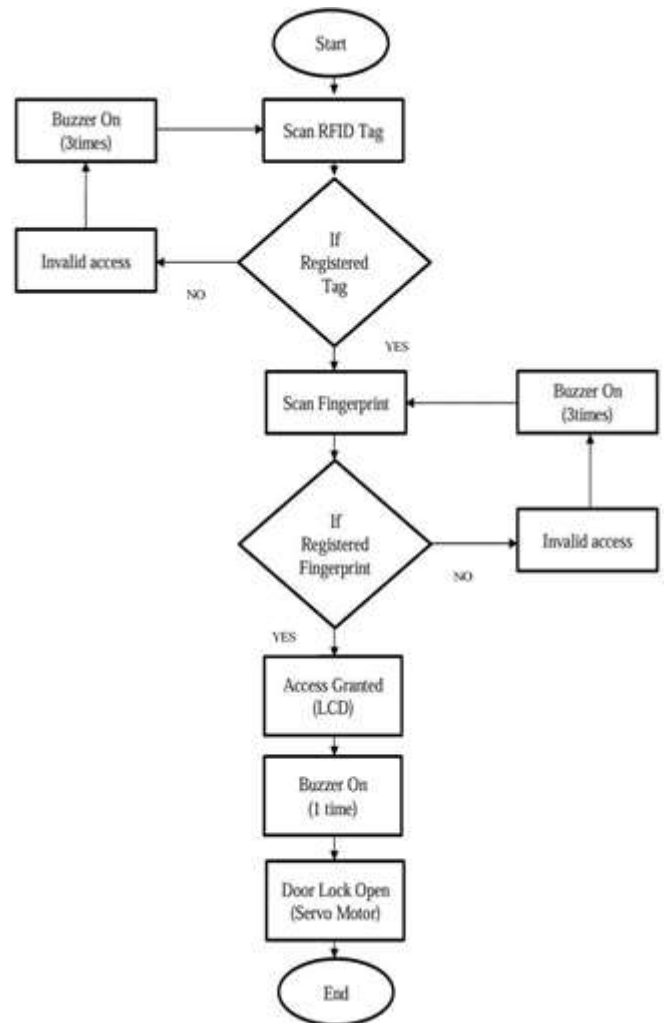 Start
Buzzer On
(3times)
Scan RFID Tag
If
Registered
Tag
Invalid access
NO
YES
Scan Fingerprint
Buzzer On
(3times)
If
Registered
Fingerprint
Invalid access
NO
YES
Access Granted
(LCD)
Buzzer On
(1 time)
Door Lock Open
(Servo Motor)
End